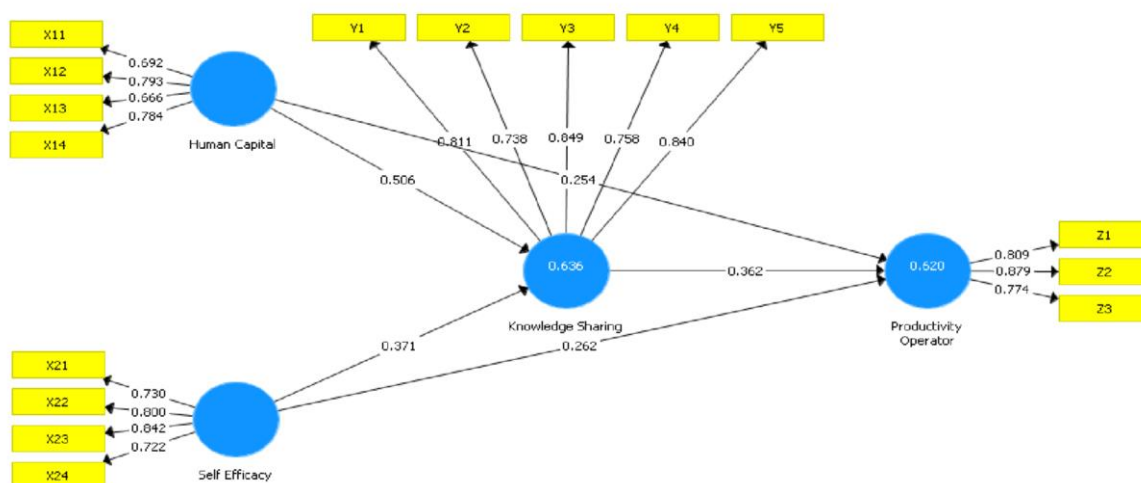 X11
X12
X13
X14
0.692
0.793
0.666
0.784
Human Capital
Y1
Y2
Y3
Y4
Y5
0.811
0.738
0.849
0.758
0.840
0.506
0.254
0.636
Knowledge Sharing
0.362
0.371
0.262
0.620
Productivity
Operator
0.809
0.879
0.774
Z1
Z2
Z3
X21
X22
X23
X24
0.730
0.800
0.842
0.722
Self Efficacy